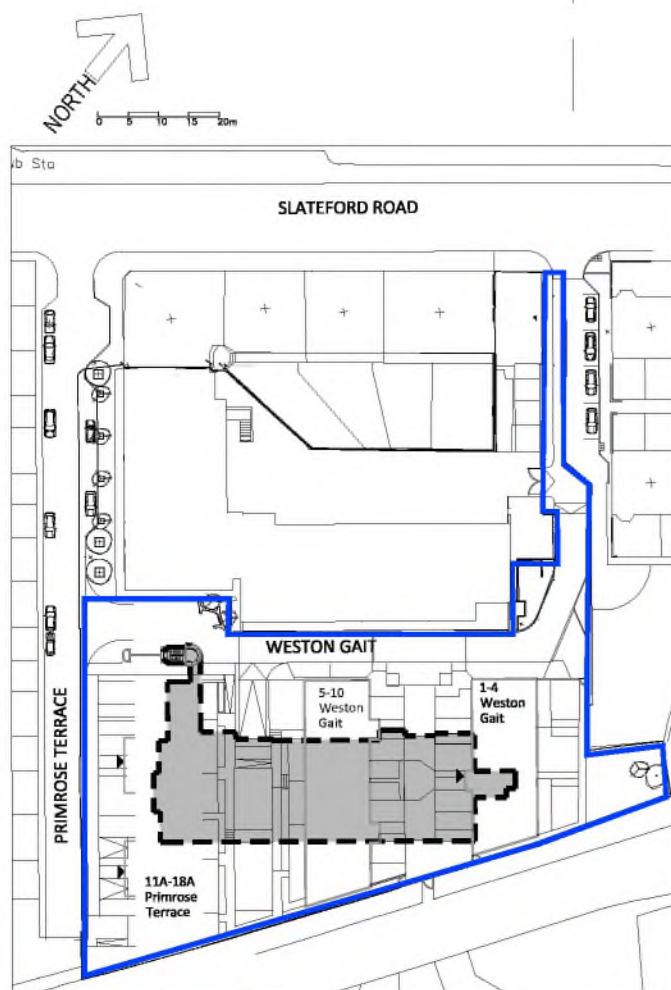 NORTH
0 5 10 15 20m
ub Sta
SLATEFORD ROAD
WESTON GAIT
5-10
Weston
Gait
1-4
Weston
Gait
PRIMROSE TERRACE
11A-18A
Primrose
Terrace